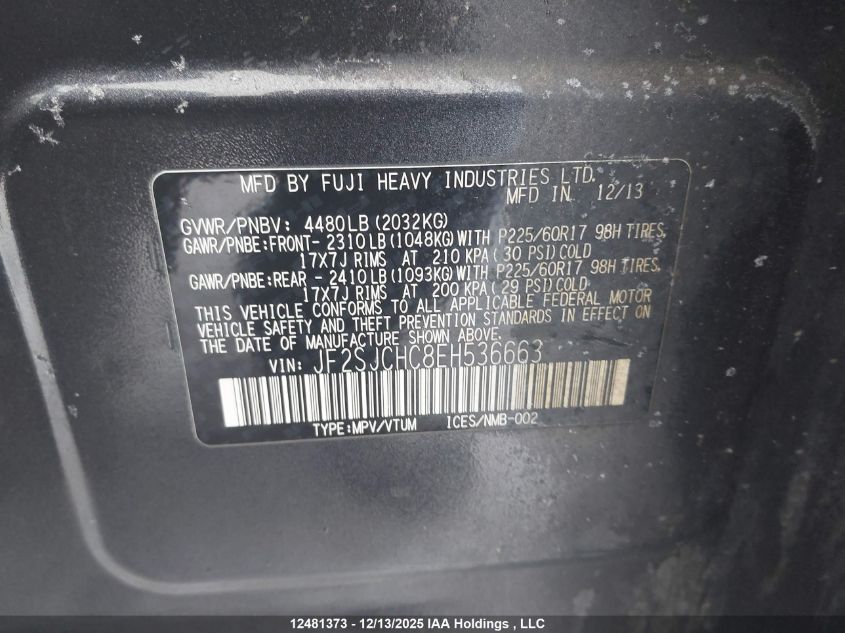 MFD BY FUJI HEAVY INDUSTRIES LTD.
MFD IN 12/13
GVWR/PNBV: 4480LB(2032KG)
GAWR/PNBE:FRONT- 2310LB(1048KG)WITH P225/60R17 98H TIRES,
17X7J RIMS AT 210 KPA( 30 PSI)COLD
GAWR/PNBE:REAR - 2410LB(1093KG)WITH P225/60R17 98H TIRES,
17X7J RIMS AT 200 KPA( 29 PSI)COLD
THIS VEHICLE CONFORMS TO ALL APPLICABLE FEDERAL MOTOR
VEHICLE SAFETY AND THEFT PREVENTION STANDARDS IN EFFECT ON
THE DATE OF MANUFACTURE SHOWN ABOVE.
VIN: JF2SJCHC8EH536663
TYPE:MPV/VTUM ICES/NMB-002
12481373 - 12/13/2025 IAA Holdings , LLC